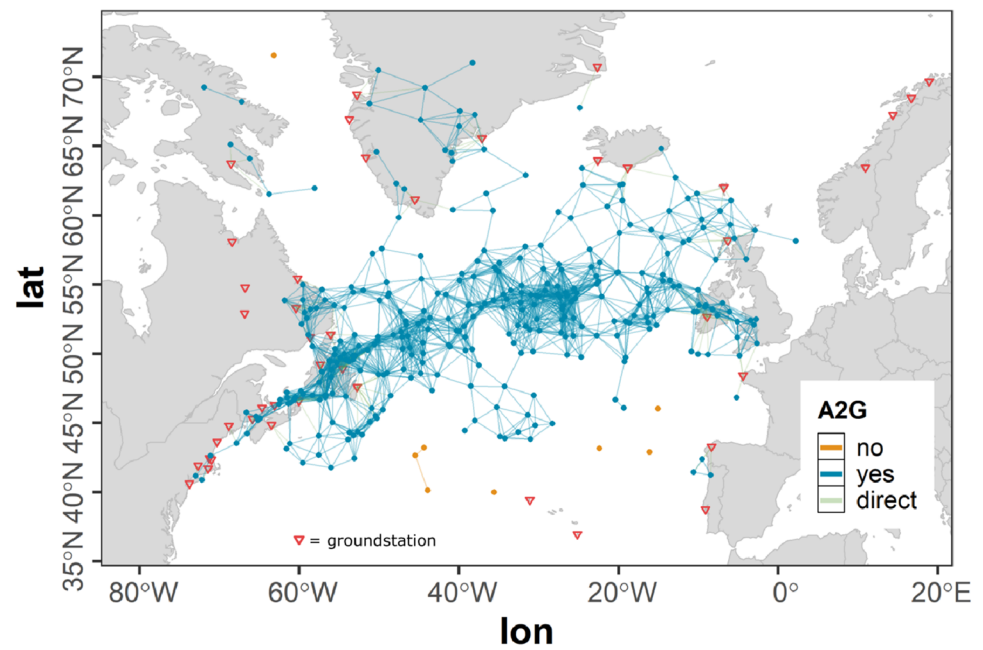 lat
70°N
65°N
60°N
55°N
50°N
45°N
40°N
35°N
A2G
no
yes
direct
= groundstation
80°W
60°W
40°W
20°W
0°
20°E
lon